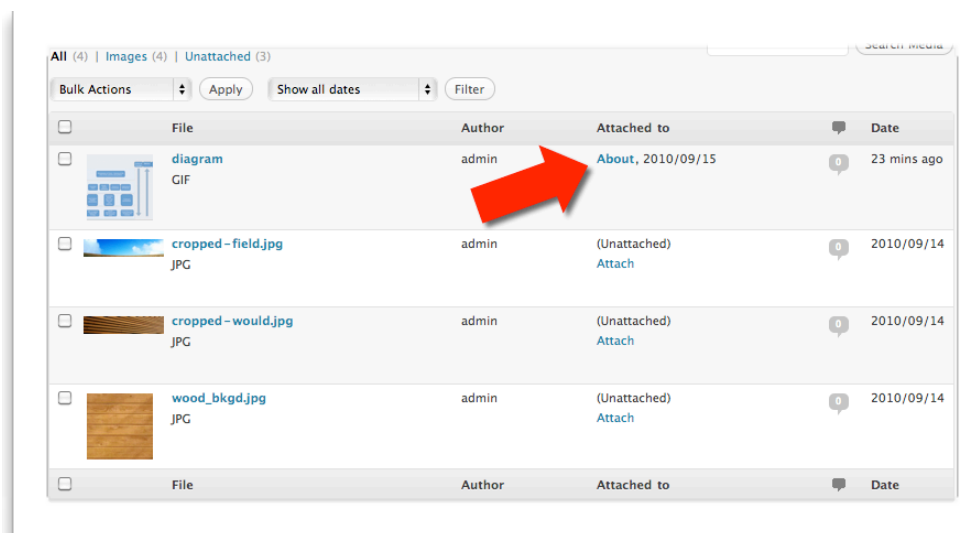 All (4) | Images (4) | Unattached (3)
Search Media
Bulk Actions Apply Show all dates Filter
File Author Attached to Date
diagram admin About, 2010/09/15 0 23 mins ago
GIF
cropped-field.jpg admin (Unattached) 0 2010/09/14
JPG Attach
cropped-would.jpg admin (Unattached) 0 2010/09/14
JPG Attach
wood_bkgd.jpg admin (Unattached) 0 2010/09/14
JPG Attach
File Author Attached to Date